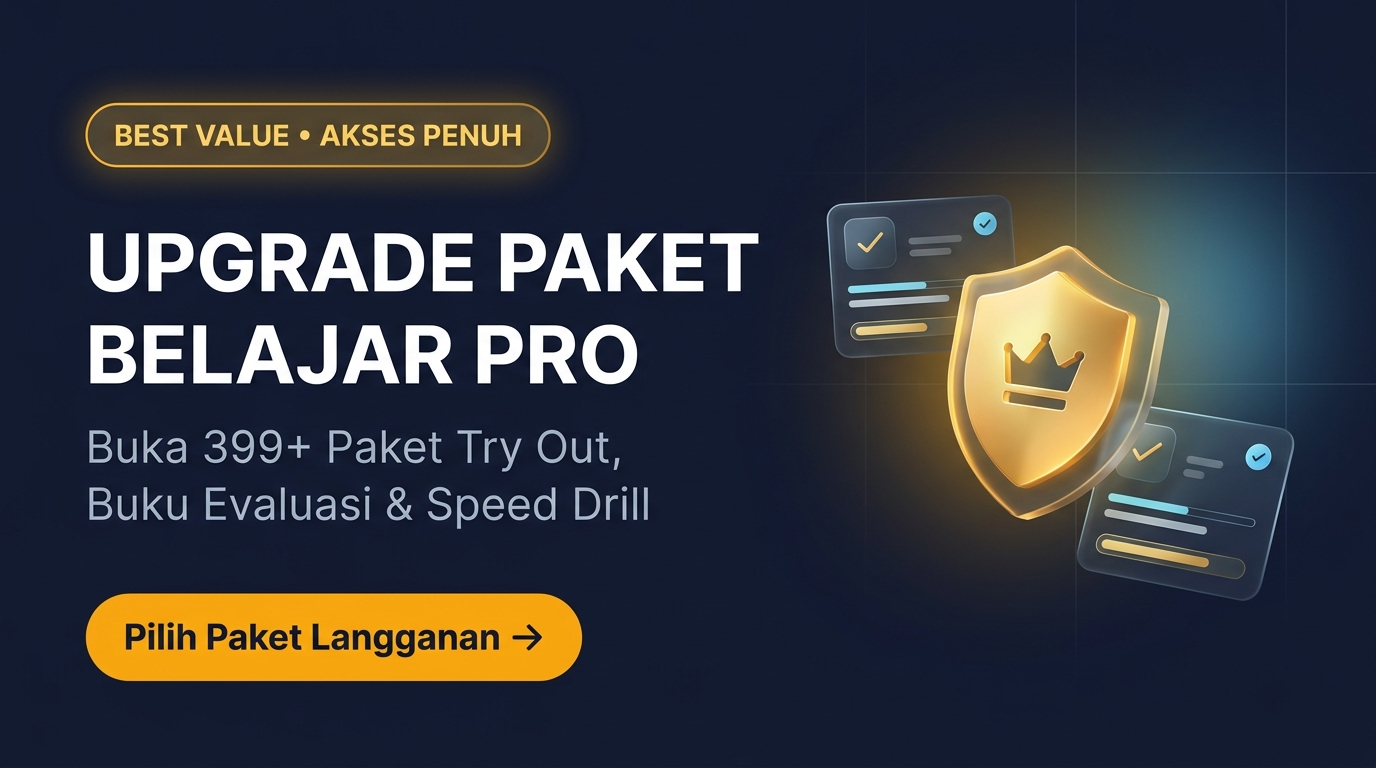 BEST VALUE • AKSES PENUH
UPGRADE PAKET
BELAJAR PRO
Buka 399+ Paket Try Out,
Buku Evaluasi & Speed Drill
Pilih Paket Langganan →